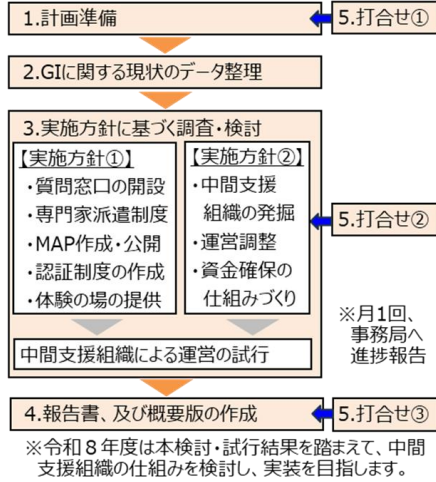 1.計画準備
5.打合せ①
2.GIに関する現状のデータ整理
3.実施方針に基づく調査・検討
【実施方針①】
・質問窓口の開設
・専門家派遣制度
・MAP作成・公開
・認証制度の作成
・体験の場の提供
【実施方針②】
・中間支援
組織の発掘
・運営調整
・資金確保の
仕組みづくり
5.打合せ②
※月1回、
事務局へ
進捗報告
中間支援組織による運営の試行
4.報告書、及び概要版の作成
5.打合せ③
※令和8年度は本検討・試行結果を踏まえて、中間
支援組織の仕組みを検討し、実装を目指します。